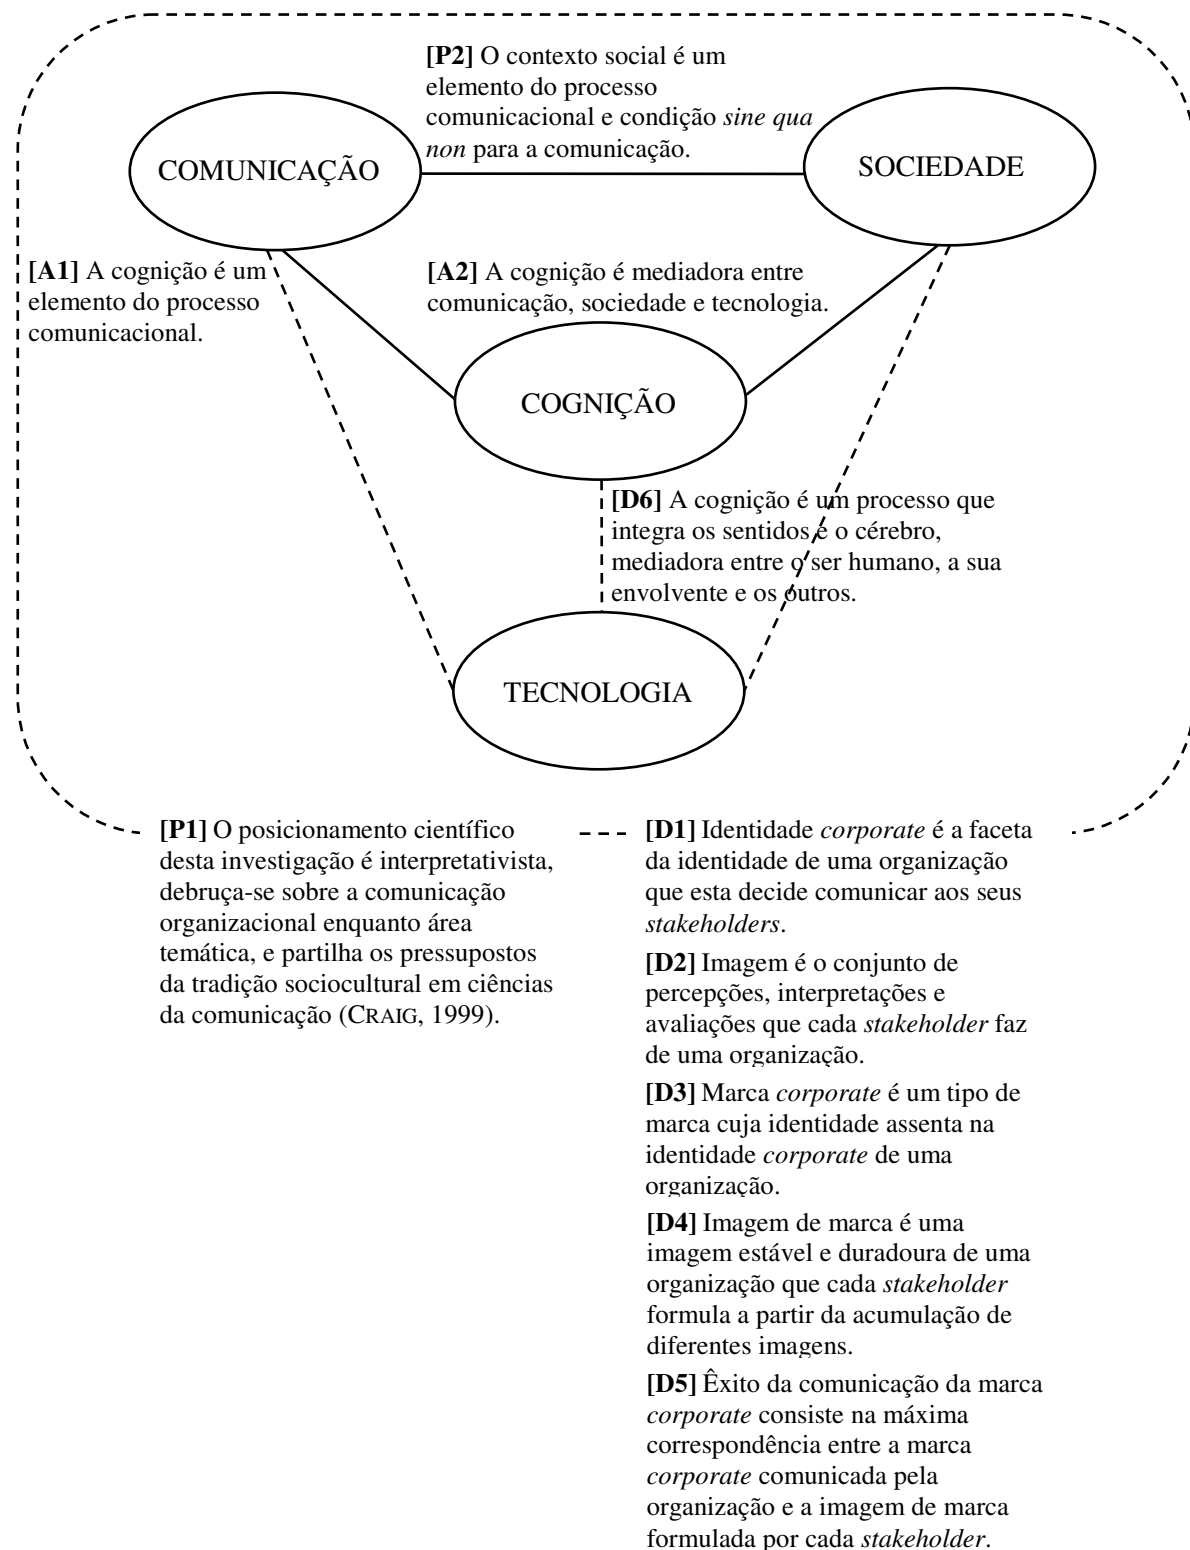 [P2] O contexto social é um
elemento do processo
comunicacional e condição sine qua
non para a comunicação.
COMUNICAÇÃO
SOCIEDADE
[A1] A cognição é um
elemento do processo
comunicacional.
[A2] A cognição é mediadora entre
comunicação, sociedade e tecnologia.
COGNIÇÃO
[D6] A cognição é um processo que
integra os sentidos e o cérebro,
mediadora entre o ser humano, a sua
envolvente e os outros.
TECNOLOGIA
[P1] O posicionamento científico
desta investigação é interpretativista,
debruça-se sobre a comunicação
organizacional enquanto área
temática, e partilha os pressupostos
da tradição sociocultural em ciências
da comunicação (CRAIG, 1999).
[D1] Identidade corporate é a faceta
da identidade de uma organização
que esta decide comunicar aos seus
stakeholders.
[D2] Imagem é o conjunto de
percepções, interpretações e
avaliações que cada stakeholder faz
de uma organização.
[D3] Marca corporate é um tipo de
marca cuja identidade assenta na
identidade corporate de uma
organização.
[D4] Imagem de marca é uma
imagem estável e duradoura de uma
organização que cada stakeholder
formula a partir da acumulação de
diferentes imagens.
[D5] Êxito da comunicação da marca
corporate consiste na máxima
correspondência entre a marca
corporate comunicada pela
organização e a imagem de marca
formulada por cada stakeholder.